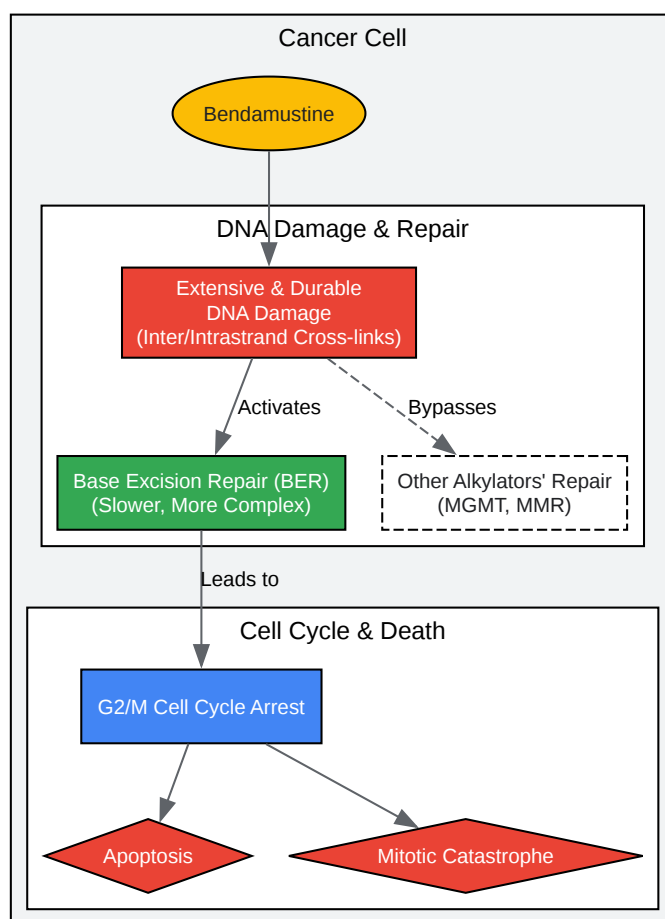 Cancer Cell
Bendamustine
DNA Damage & Repair
Extensive & Durable
DNA Damage
(Inter/Intrastrand Cross-links)
Activates
Bypasses
Base Excision Repair (BER)
(Slower, More Complex)
Other Alkylators' Repair
(MGMT, MMR)
Leads to
Cell Cycle & Death
G2/M Cell Cycle Arrest
Apoptosis
Mitotic Catastrophe